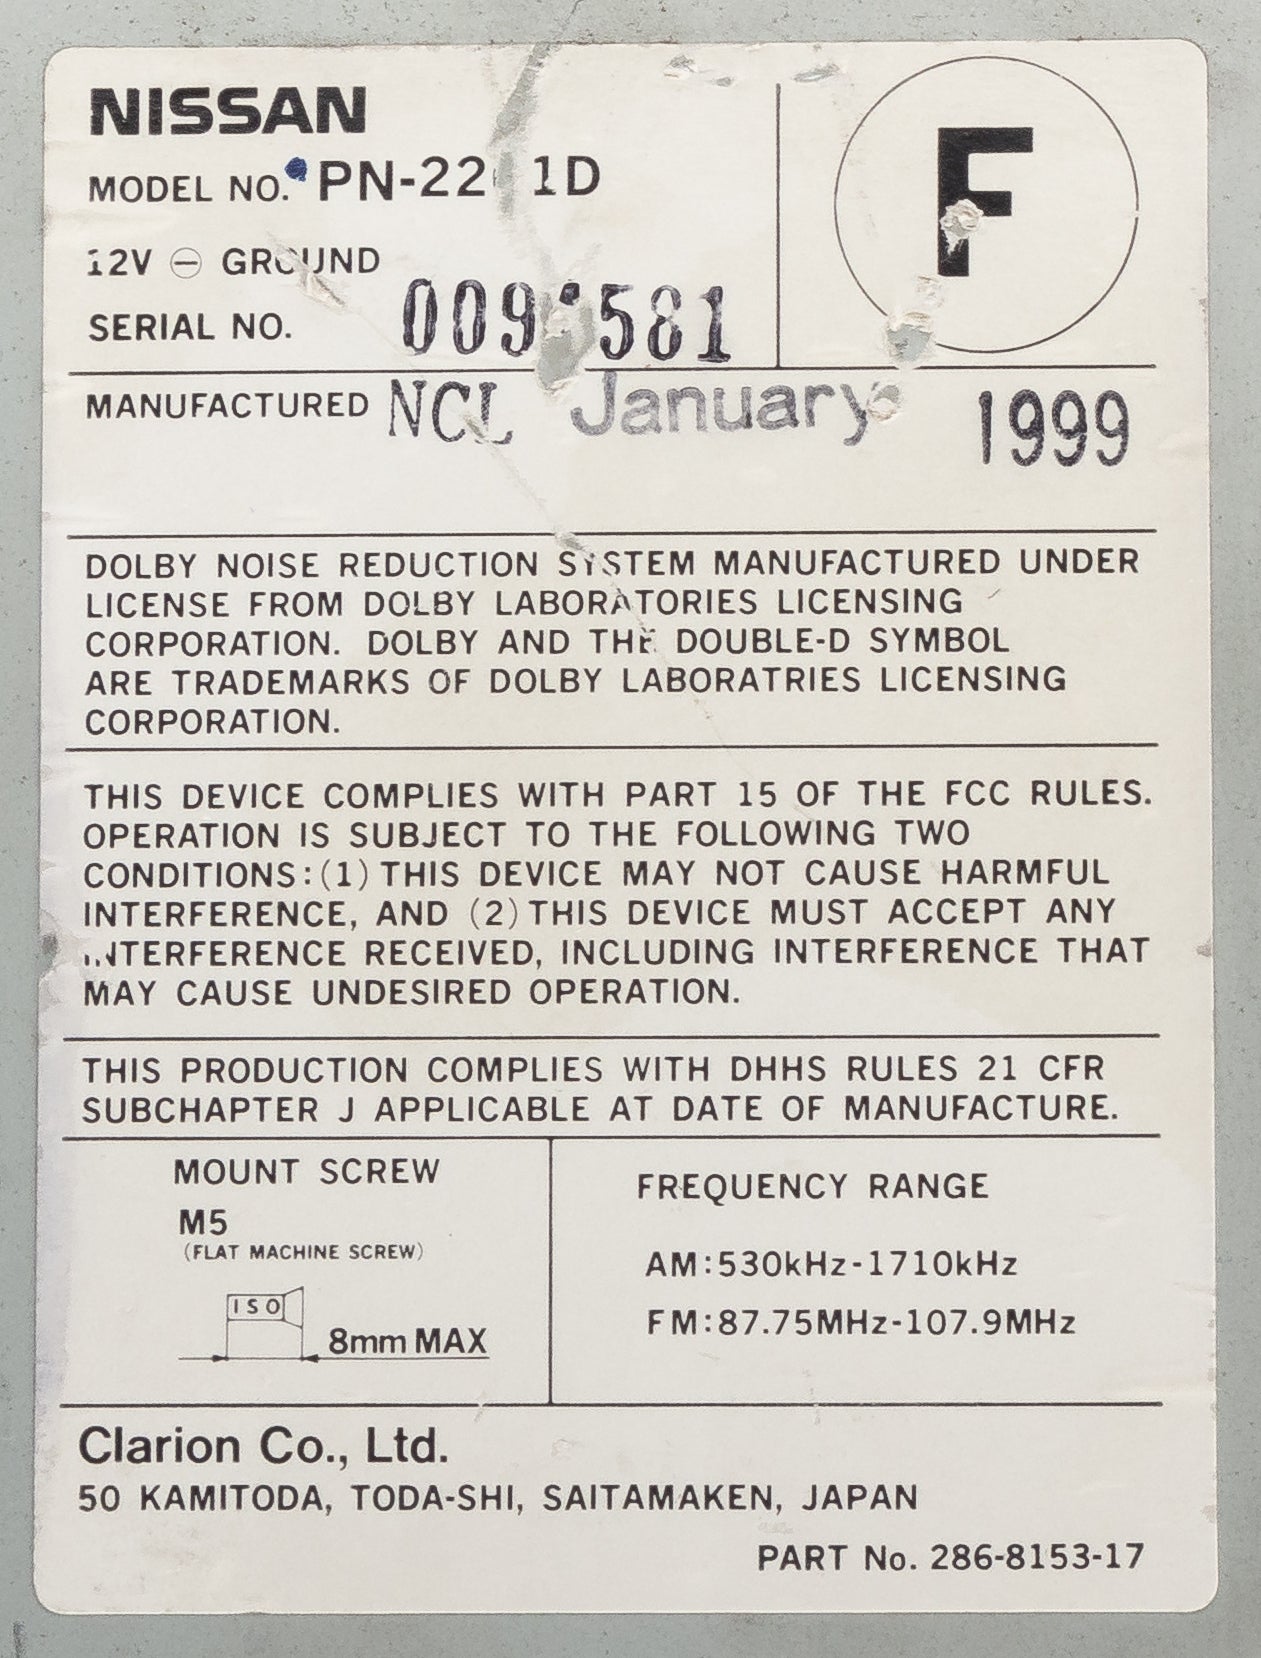 NISSAN
F
MODEL NO.
12V ⊖ GROUND
SERIAL NO.
MANUFACTURED NCL January 1999
DOLBY NOISE REDUCTION SYSTEM MANUFACTURED UNDER
LICENSE FROM DOLBY LABORATORIES LICENSING
CORPORATION. DOLBY AND THE DOUBLE-D SYMBOL
ARE TRADEMARKS OF DOLBY LABORATRIES LICENSING
CORPORATION.
THIS DEVICE COMPLIES WITH PART 15 OF THE FCC RULES.
OPERATION IS SUBJECT TO THE FOLLOWING TWO
CONDITIONS:(1) THIS DEVICE MAY NOT CAUSE HARMFUL
INTERFERENCE, AND (2) THIS DEVICE MUST ACCEPT ANY
INTERFERENCE RECEIVED, INCLUDING INTERFERENCE THAT
MAY CAUSE UNDESIRED OPERATION.
THIS PRODUCTION COMPLIES WITH DHHS RULES 21 CFR
SUBCHAPTER J APPLICABLE AT DATE OF MANUFACTURE.
MOUNT SCREW
M5
(FLAT MACHINE SCREW)
ISO
8mm MAX
FREQUENCY RANGE
AM:530kHz-1710kHz
FM:87.75MHz-107.9MHz
Clarion Co., Ltd.
50 KAMITODA, TODA-SHI, SAITAMAKEN, JAPAN
PART No. 286-8153-17